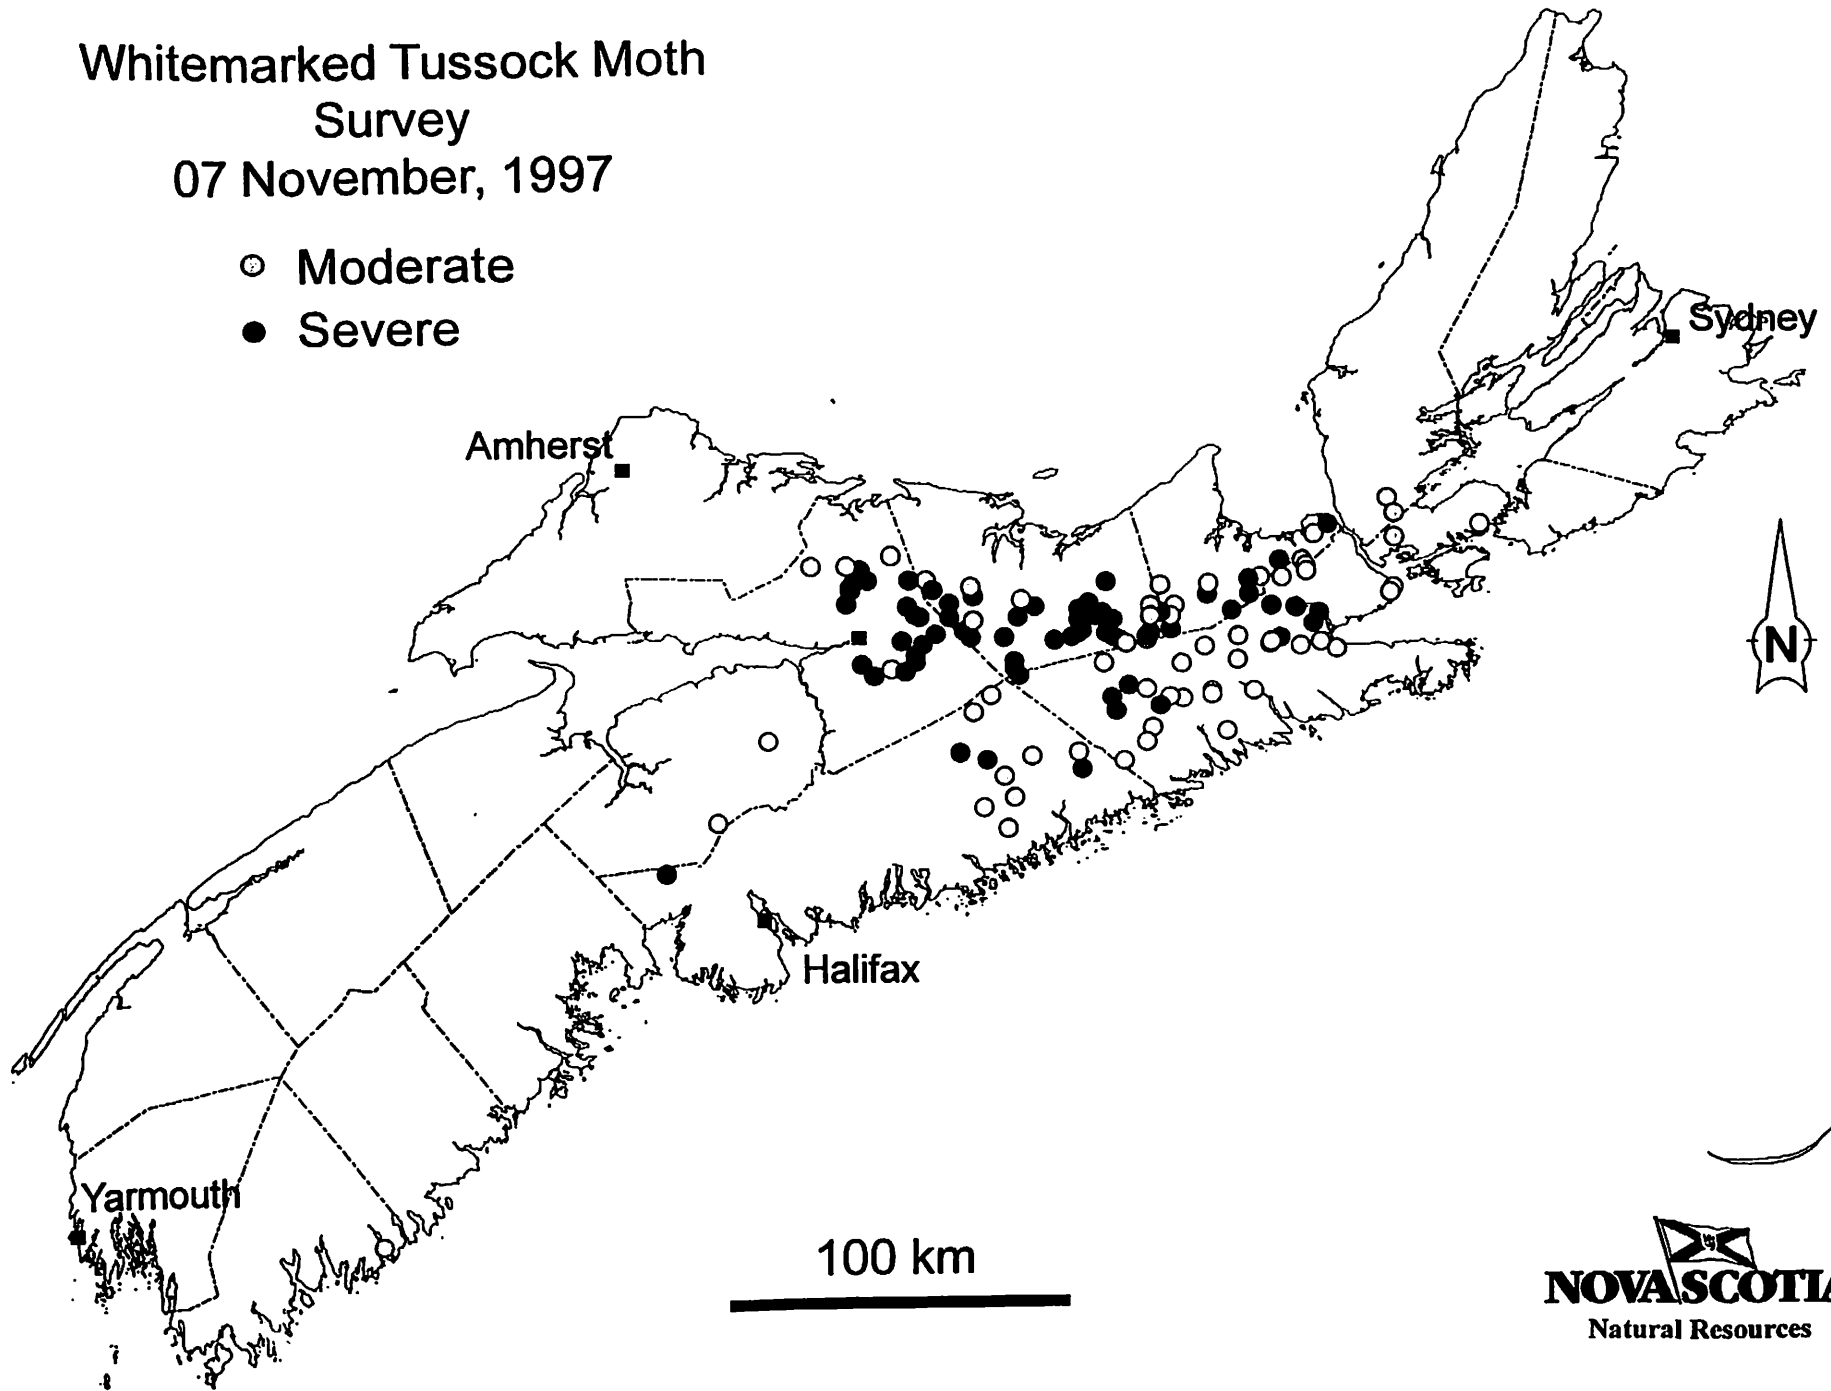 Whitemarked Tussock Moth
Survey
07 November, 1997
Moderate
Severe
Sydney
Amherst
N
Halifax
Yarmouth
100 km
NOVA SCOTIA
Natural Resources